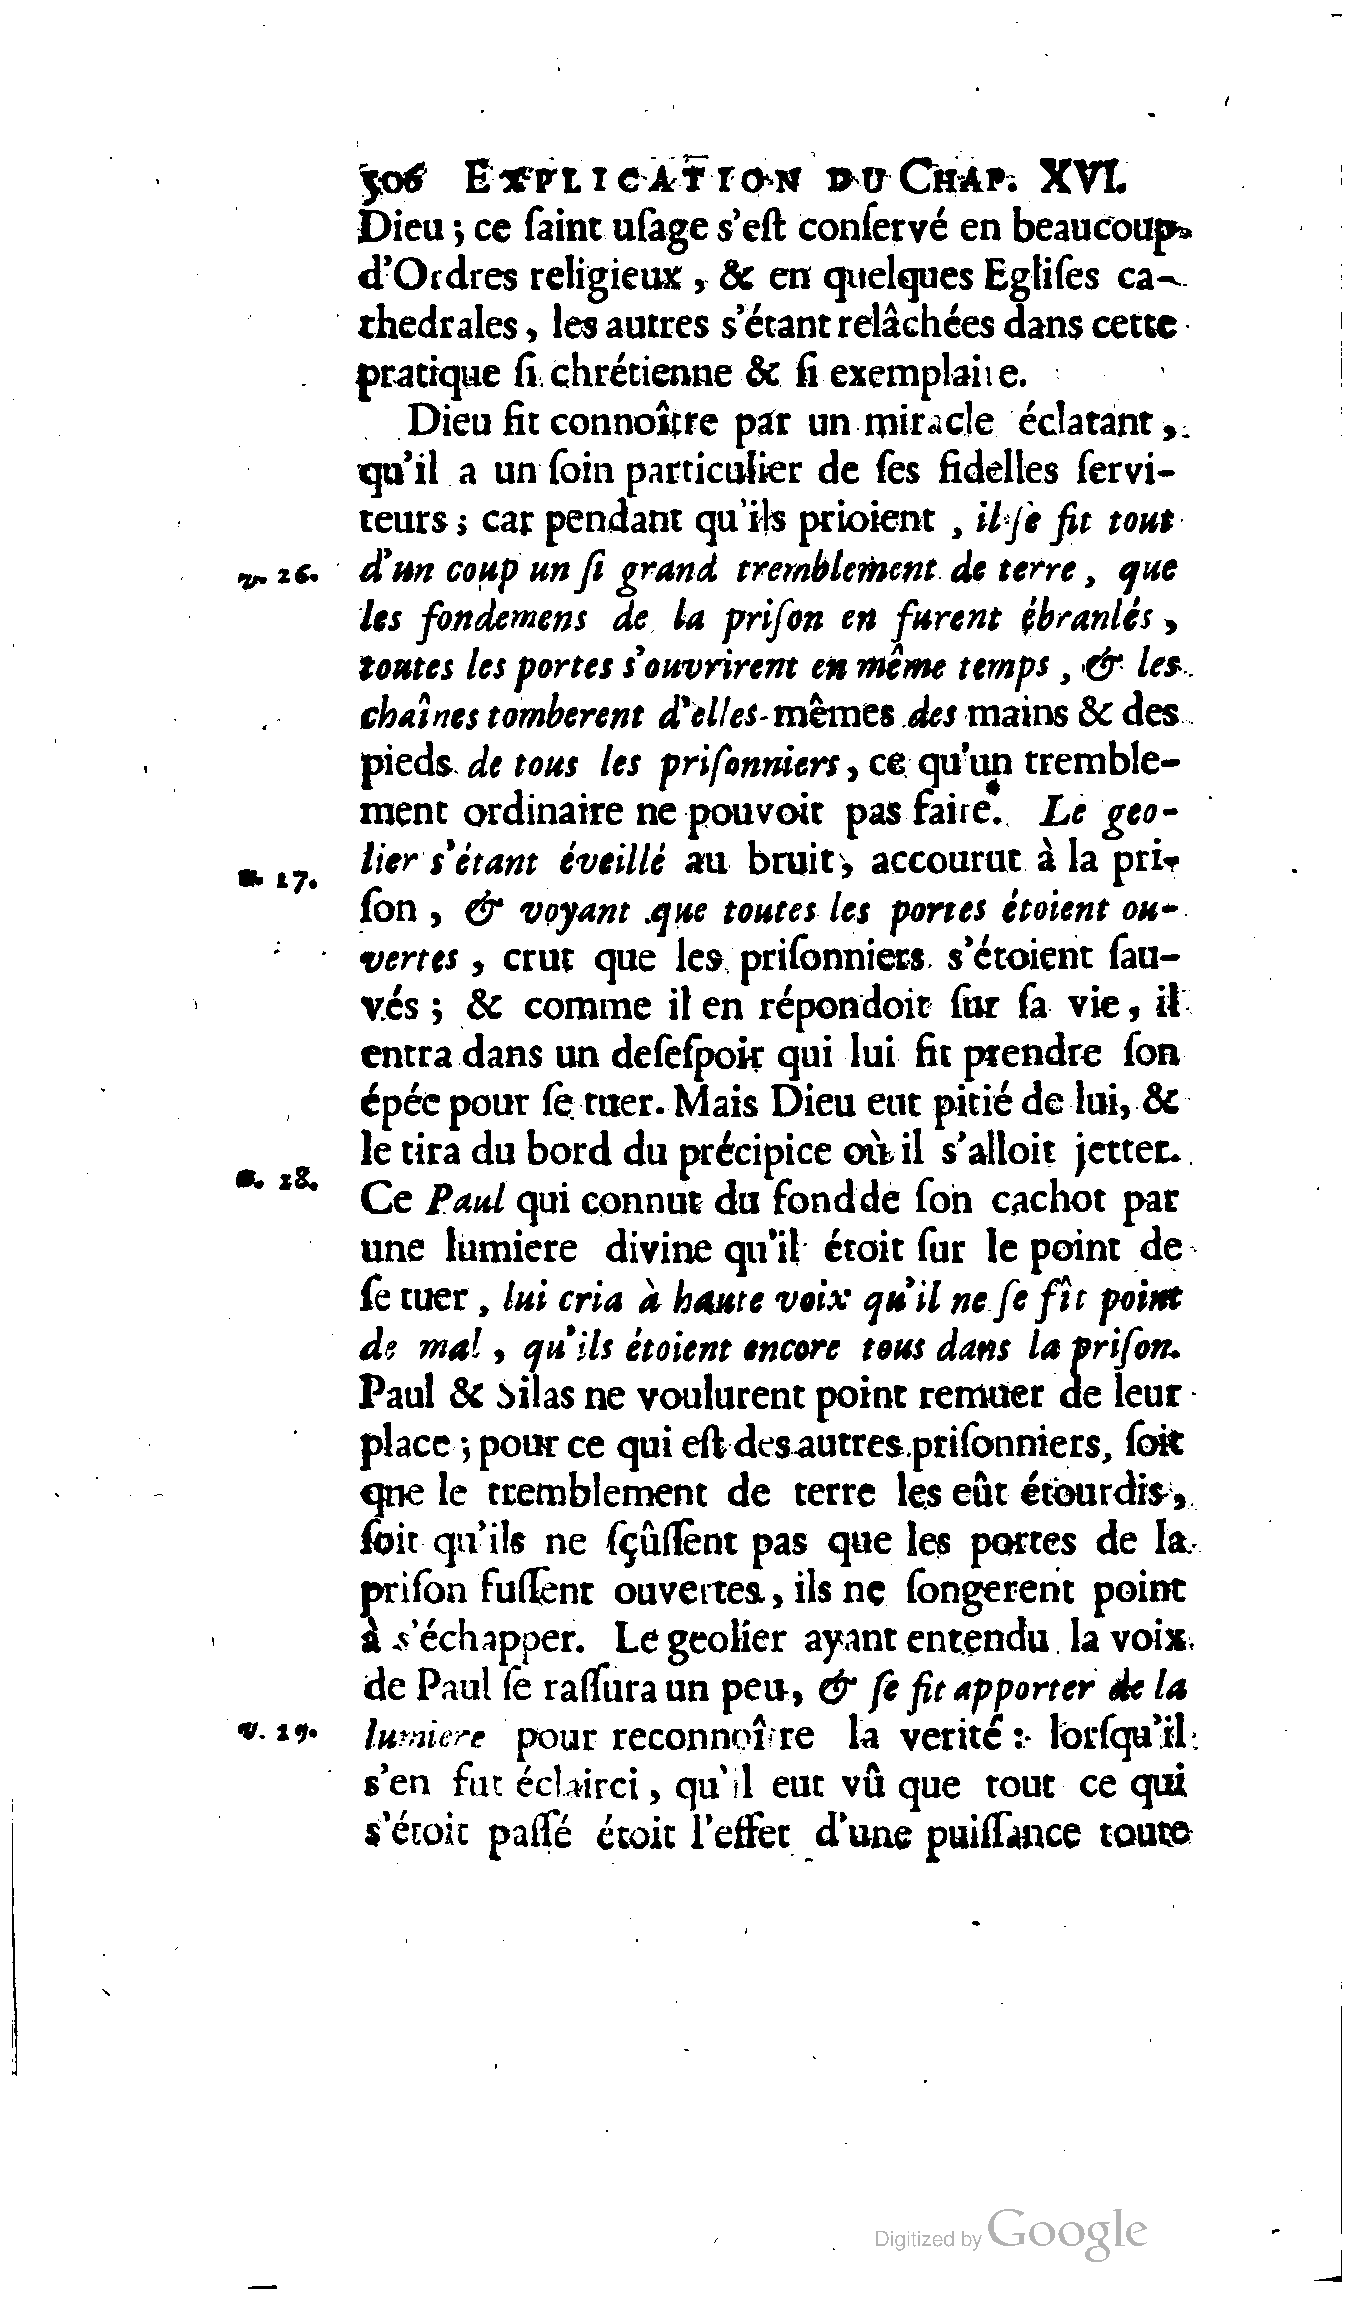 506 EXPLICATION DU CHAP. XVI.
Dieu ; ce ſaint uſage s'eſt conſervé en beaucoup
d'Ordres religieux, & en quelques Egliſes ca-
thedrales, les autres s'étant relâchées dans cette
pratique ſi chrétienne & ſi exemplaire.
Dieu fit connoître par un miracle éclatant,
qu'il a un ſoin particulier de ſes fidelles ſervi-
teurs ; car pendant qu'ils prioient, il ſe fit tout
v. 26. d'un coup un ſi grand tremblement de terre, que
les fondemens de la priſon en furent ébranlés,
toutes les portes s'ouvrirent en même temps, & les
chaînes tomberent d'elles-mêmes des mains & des
pieds de tous les priſonniers, ce qu'un tremble-
ment ordinaire ne pouvoit pas faire. Le geo-
v. 27. lier s'étant éveillé au bruit, accourut à la pri-
ſon, & voyant que toutes les portes étoient ou-
vertes, crut que les priſonniers s'étoient ſau-
vés ; & comme il en répondoit ſur ſa vie, il
entra dans un deſeſpoir qui lui fit prendre ſon
épée pour ſe tuer. Mais Dieu eut pitié de lui, &
le tira du bord du précipice où il s'alloit jetter.
v. 28. Ce Paul qui connut du fond de ſon cachot par
une lumiere divine qu'il étoit ſur le point de
ſe tuer, lui cria à haute voix qu'il ne ſe fît point
de mal, qu'ils étoient encore tous dans la priſon.
Paul & Silas ne voulurent point remuer de leur
place ; pour ce qui eſt des autres priſonniers, ſoit
que le tremblement de terre les eût étourdis,
ſoit qu'ils ne ſçûſſent pas que les portes de la
priſon fuſſent ouvertes, ils ne ſongerent point
à s'échapper. Le geolier ayant entendu la voix
de Paul ſe raſſura un peu, & ſe fit apporter de la
v. 29. lumiere pour reconnoître la verité : lorſqu'il
s'en fut éclairci, qu'il eut vû que tout ce qui
s'étoit paſſé étoit l'effet d'une puiſſance toute
Digitized by Google